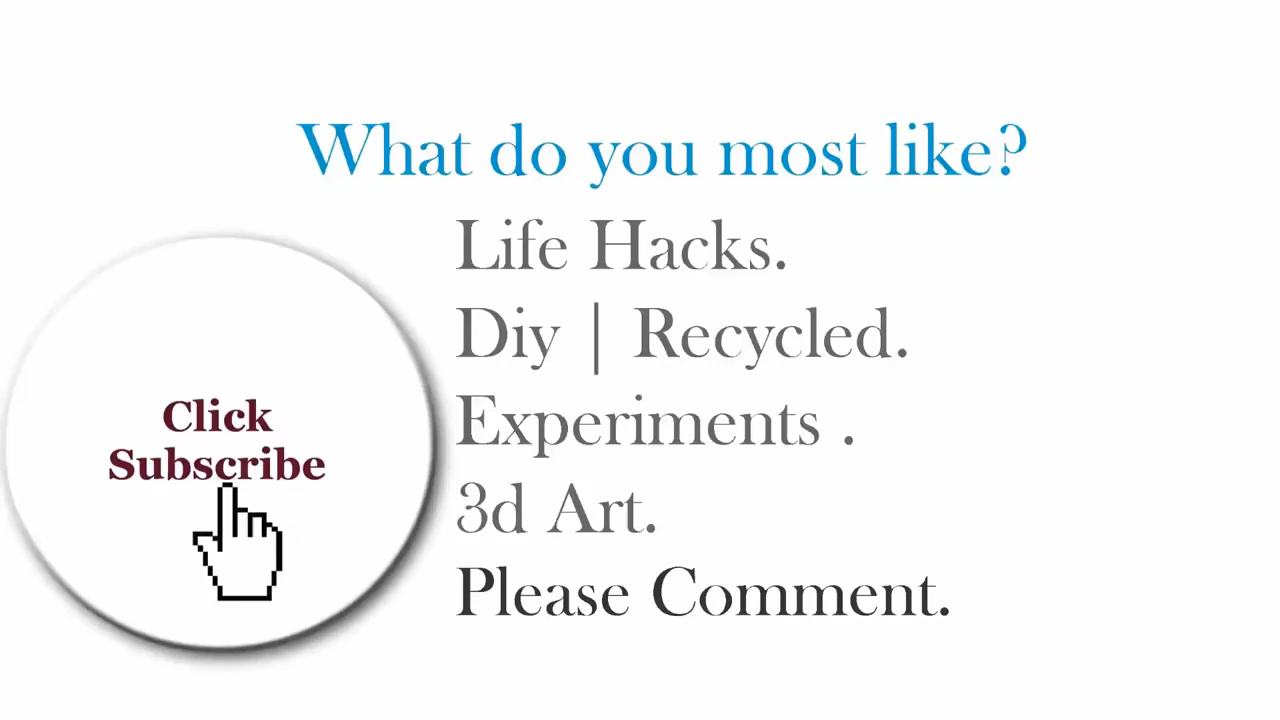 What do you most like?
Life Hacks.
Diy | Recycled.
Experiments .
3d Art.
Please Comment.
Click
Subscribe